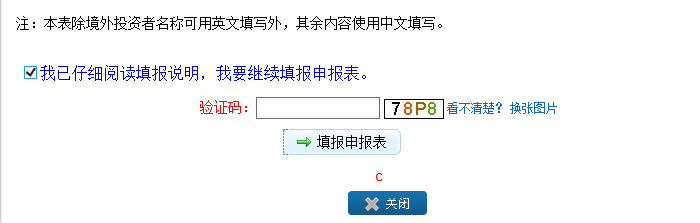 注：本表除境外投资者名称可用英文填写外，其余内容使用中文填写。
我已仔细阅读填报说明，我要继续填报申报表。
验证码： 78P8 看不清楚？换张图片
填报申报表
c
关闭